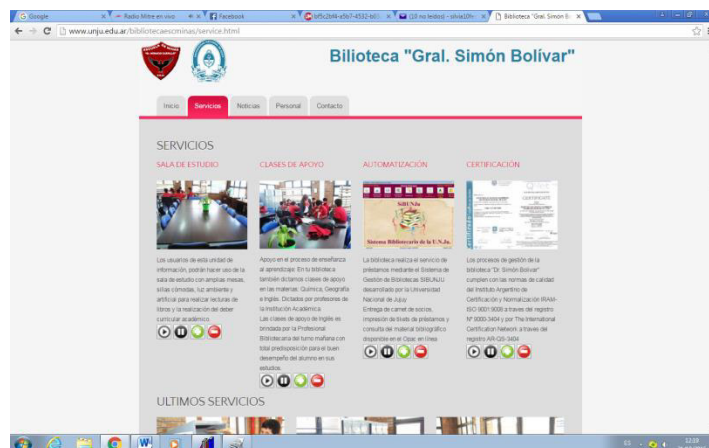 Google
Radio Mitre en vivo
Facebook
Biblioteca "Gral. Simón B
www.unju.edu.ar/bibliotecaescminas/service.html
Bilioteca "Gral. Simón Bolívar"
Inicio Servicios Noticias Personal Contacto
SERVICIOS
SALA DE ESTUDIO
Los usuarios de esta unidad de
información, podrán hacer uso de la
sala de estudio con amplias mesas,
sillas cómodas, luz ambiente y
artificial para realizar lecturas de
libros y la realización del deber
curricular académico.
CLASES DE APOYO
Apoyo en el proceso de enseñanza
al aprendizaje: En tu biblioteca
también dictamos clases de apoyo
en las materias: Química, Geografía
e Inglés. Dictados por profesores de
la Institución Académica.
Las clases de apoyo de Inglés es
brindada por la Profesional
Bibliotecaria del turno mañana con
total predisposición para el buen
desempeño del alumno en sus
estudios.
AUTOMATIZACIÓN
SIBUNJu
Sistema Bibliotecario de la U.N.Ju.
La biblioteca realiza el servicio de
préstamos mediante el Sistema de
Gestión de Bibliotecas SIBUNJU
desarrollado por la Universidad
Nacional de Jujuy.
Entrega de carnet de socios,
impresión de tikets de préstamos y
consulta del material bibliográfico
disponible en el Opac en línea
CERTIFICACIÓN
Los procesos de gestión de la
biblioteca "Dr. Simón Bolívar"
cumplen con las normas de calidad
del Instituto Argentino de
Certificación y Normalización IRAM-
ISO 9001:9008 a traves del registro
Nº 9000-3404 y por The International
Certification Network a traves del
registro AR-QS-3404
ULTIMOS SERVICIOS
ES
12:19